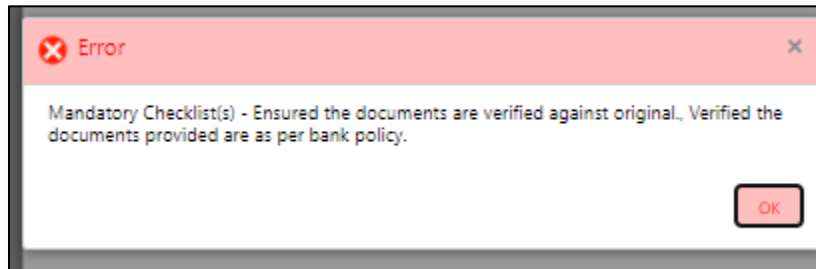 Error
Mandatory Checklist(s) - Ensured the documents are verified against original., Verified the
documents provided are as per bank policy.
OK